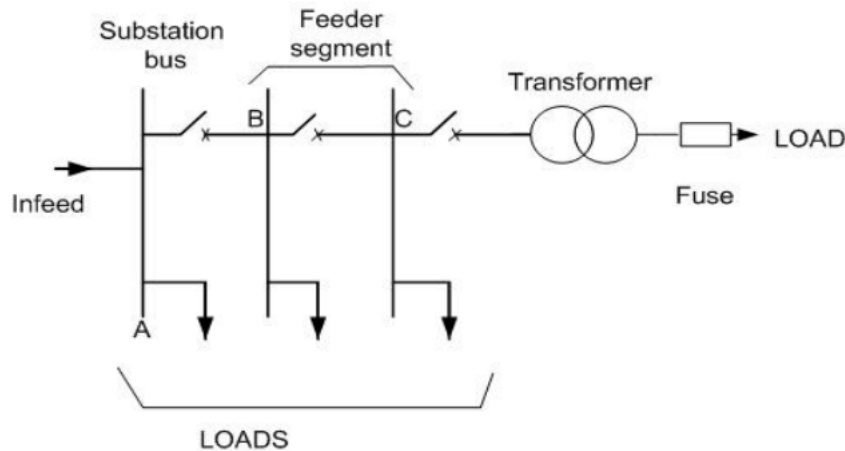 Substation
bus
Feeder
segment
Transformer
B
C
LOAD
Infeed
Fuse
A
LOADS